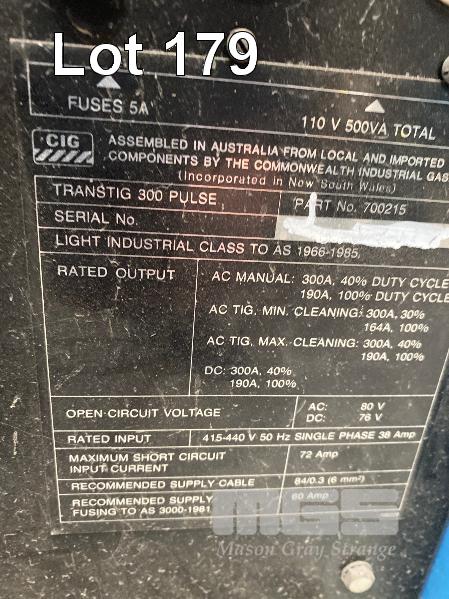 Lot 179
FUSES 5A
110 V 500VA TOTAL
CIG
ASSEMBLED IN AUSTRALIA FROM LOCAL AND IMPORTED
COMPONENTS BY THE COMMONWEALTH INDUSTRIAL GAS
(Incorporated in New South Wales)
TRANSTIG 300 PULSE
PART No. 700215
SERIAL No.
LIGHT INDUSTRIAL CLASS TO AS 1966-1985.
RATED OUTPUT
AC MANUAL: 300A, 40% DUTY CYCLE
190A, 100% DUTY CYCLE
AC TIG. MIN. CLEANING: 300A, 30%
164A, 100%
AC TIG. MAX. CLEANING: 300A, 40%
190A, 100%
DC: 300A, 40%
190A, 100%
OPEN CIRCUIT VOLTAGE
AC: 80 V
DC: 76 V
RATED INPUT
415-440 V 50 Hz SINGLE PHASE 38 Amp
MAXIMUM SHORT CIRCUIT
INPUT CURRENT
72 Amp
RECOMMENDED SUPPLY CABLE
84/0.3 (6 mm²)
RECOMMENDED SUPPLY
FUSING TO AS 3000-1981
60 Amp
MGS
Mason Gray Strange